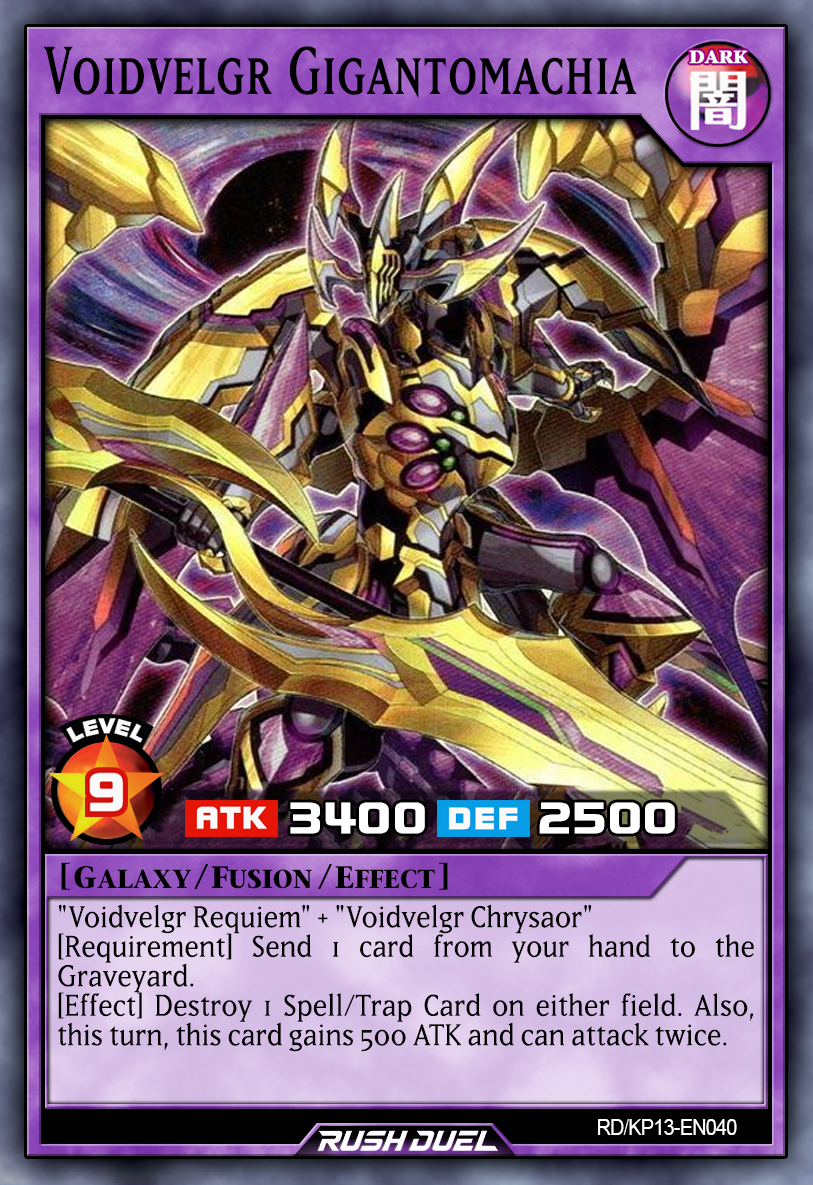 Voidvelgr Gigantomachia
DARK
闇
LEVEL
9
ATK 3400 DEF 2500
[Galaxy/Fusion/Effect]
"Voidvelgr Requiem" + "Voidvelgr Chrysaor"
[Requirement] Send 1 card from your hand to the
Graveyard.
[Effect] Destroy 1 Spell/Trap Card on either field. Also,
this turn, this card gains 500 ATK and can attack twice.
RD/KP13-EN040
RUSH DUEL